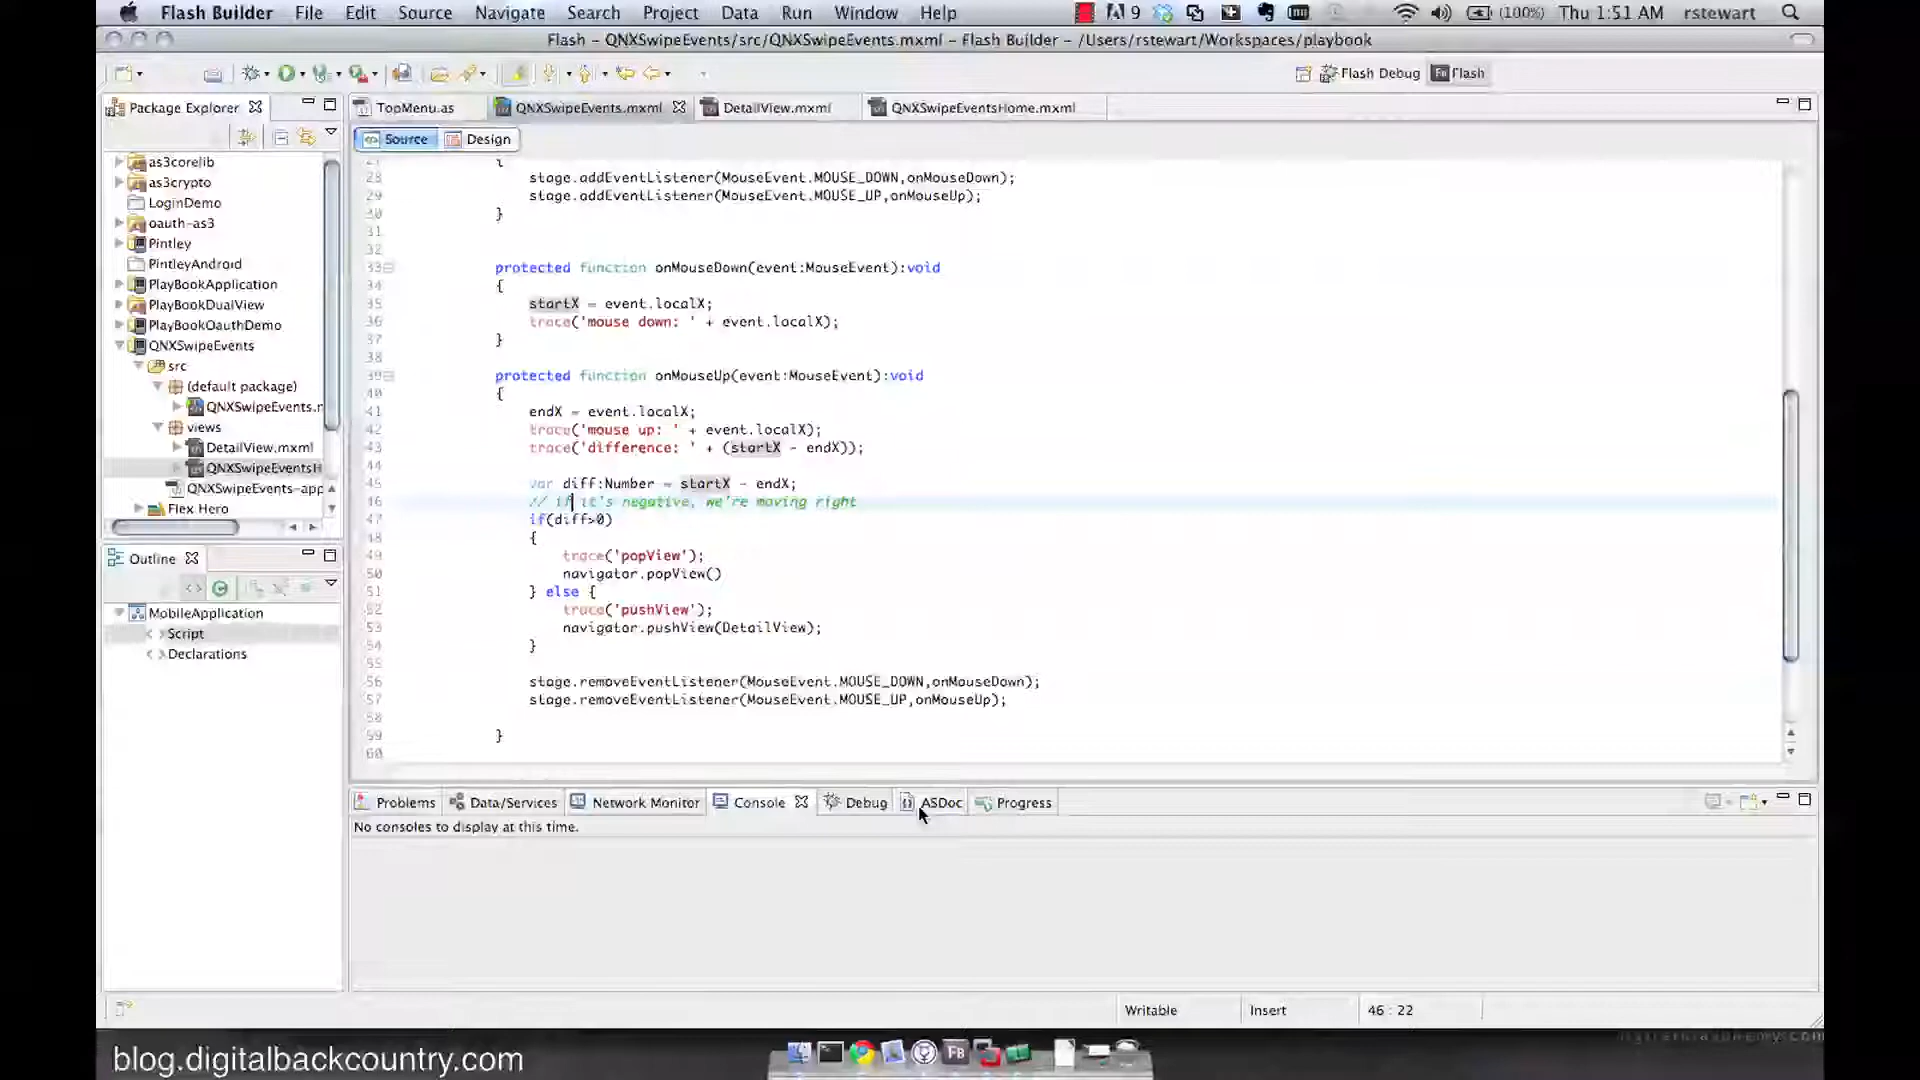 Flash Builder File Edit Source Navigate Search Project Data Run Window Help 9 (100%) Thu 1:51 AM rstewart
Flash – QNXSwipeEvents/src/QNXSwipeEvents.mxml – Flash Builder – /Users/rstewart/Workspaces/playbook
Flash Debug Fb Flash
Package Explorer
TopMenu.as QNXSwipeEvents.mxml DetailView.mxml QNXSwipeEventsHome.mxml
Source Design
as3corelib
as3crypto
LoginDemo
oauth-as3
Pintley
PintleyAndroid
PlayBookApplication
PlayBookDualView
PlayBookOauthDemo
QNXSwipeEvents
src
(default package)
QNXSwipeEvents.r
views
DetailView.mxml
QNXSwipeEventsH
QNXSwipeEvents-app
Flex Hero
Outline
MobileApplication
Script
Declarations
27 {
28 stage.addEventListener(MouseEvent.MOUSE_DOWN,onMouseDown);
29 stage.addEventListener(MouseEvent.MOUSE_UP,onMouseUp);
30 }
31
32
33 protected function onMouseDown(event:MouseEvent):void
34 {
35 startX = event.localX;
36 trace('mouse down: ' + event.localX);
37 }
38
39 protected function onMouseUp(event:MouseEvent):void
40 {
41 endX = event.localX;
42 trace('mouse up: ' + event.localX);
43 trace('difference: ' + (startX - endX));
44
45 var diff:Number = startX - endX;
46 // if it's negative, we're moving right
47 if(diff>0)
48 {
49 trace('popView');
50 navigator.popView()
51 } else {
52 trace('pushView');
53 navigator.pushView(DetailView);
54 }
55
56 stage.removeEventListener(MouseEvent.MOUSE_DOWN,onMouseDown);
57 stage.removeEventListener(MouseEvent.MOUSE_UP,onMouseUp);
58
59 }
60
Problems Data/Services Network Monitor Console Debug ASDoc Progress
No consoles to display at this time.
Writable Insert 46 : 22
FB
blog.digitalbackcountry.com